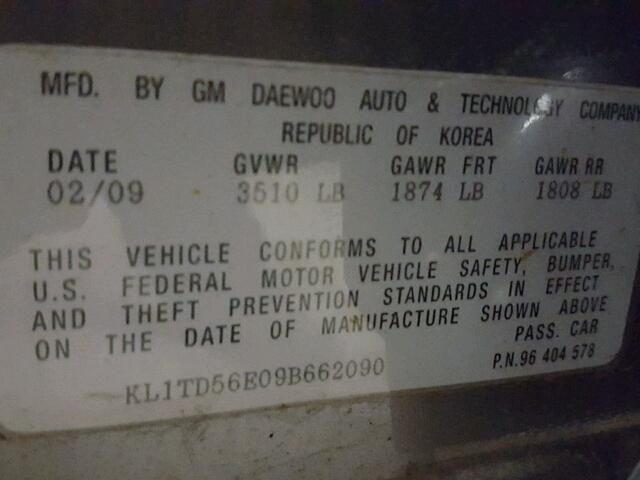 MFD. BY GM DAEWOO AUTO & TECHNOLOGY COMPANY
REPUBLIC OF KOREA
DATE GVWR GAWR FRT GAWR RR
02/09 3510 LB 1874 LB 1808 LB
THIS VEHICLE CONFORMS TO ALL APPLICABLE
U.S. FEDERAL MOTOR VEHICLE SAFETY, BUMPER,
AND THEFT PREVENTION STANDARDS IN EFFECT
ON THE DATE OF MANUFACTURE SHOWN ABOVE
PASS. CAR
KL1TD56E09B662090 P.N.96 404 578